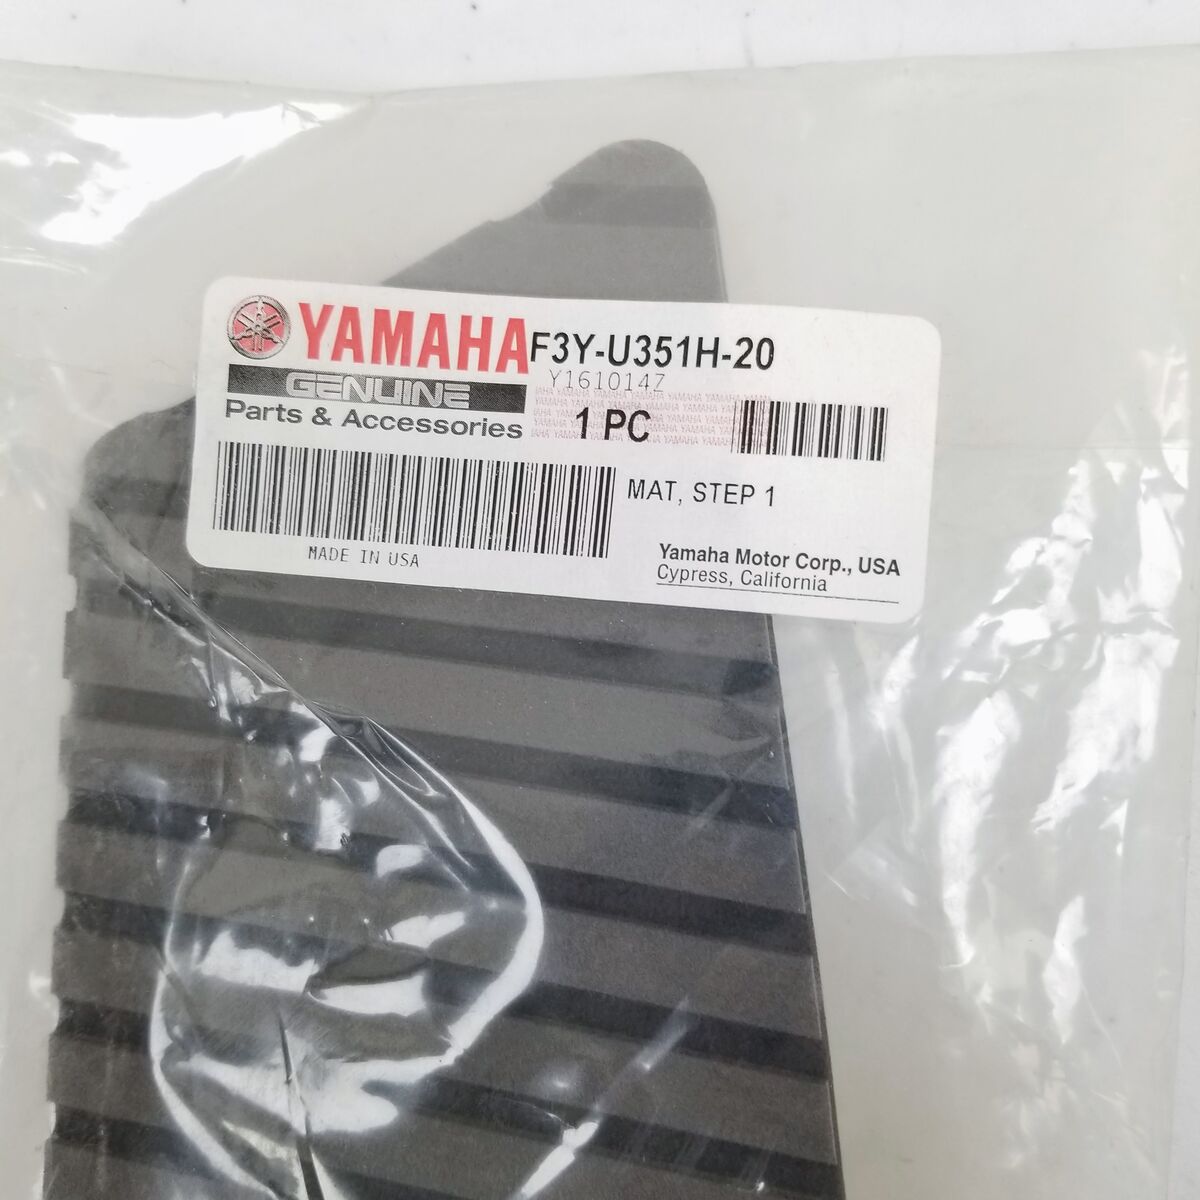 YAMAHA F3Y-U351H-20
GENUINE Y161014Z
Parts & Accessories 1 PC
MAT, STEP 1
MADE IN USA
Yamaha Motor Corp., USA
Cypress, California